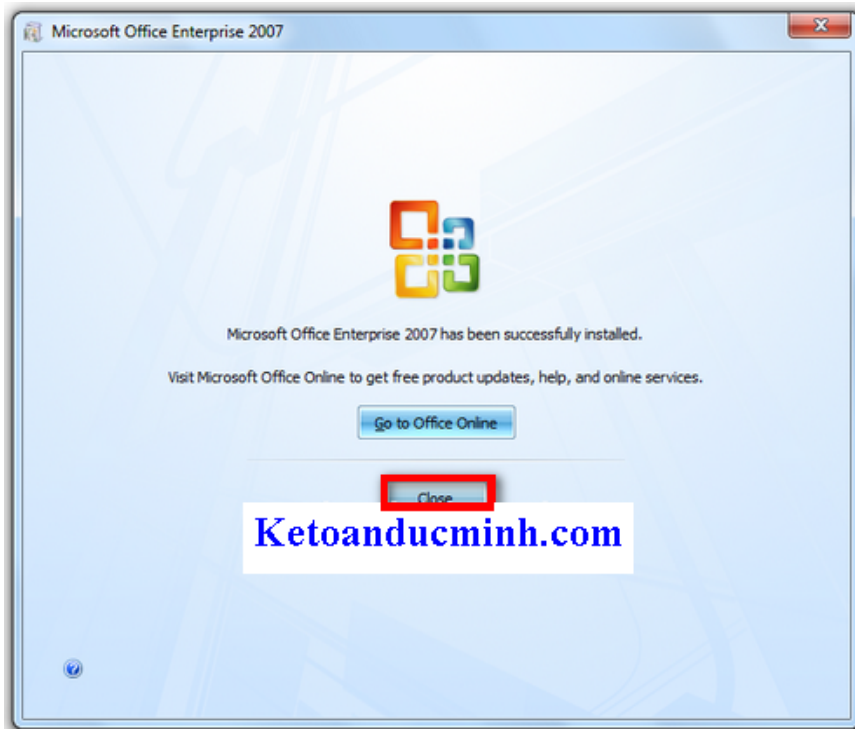 Microsoft Office Enterprise 2007
Microsoft Office Enterprise 2007 has been successfully installed.
Visit Microsoft Office Online to get free product updates, help, and online services.
Go to Office Online
Close
Ketoanducminh.com